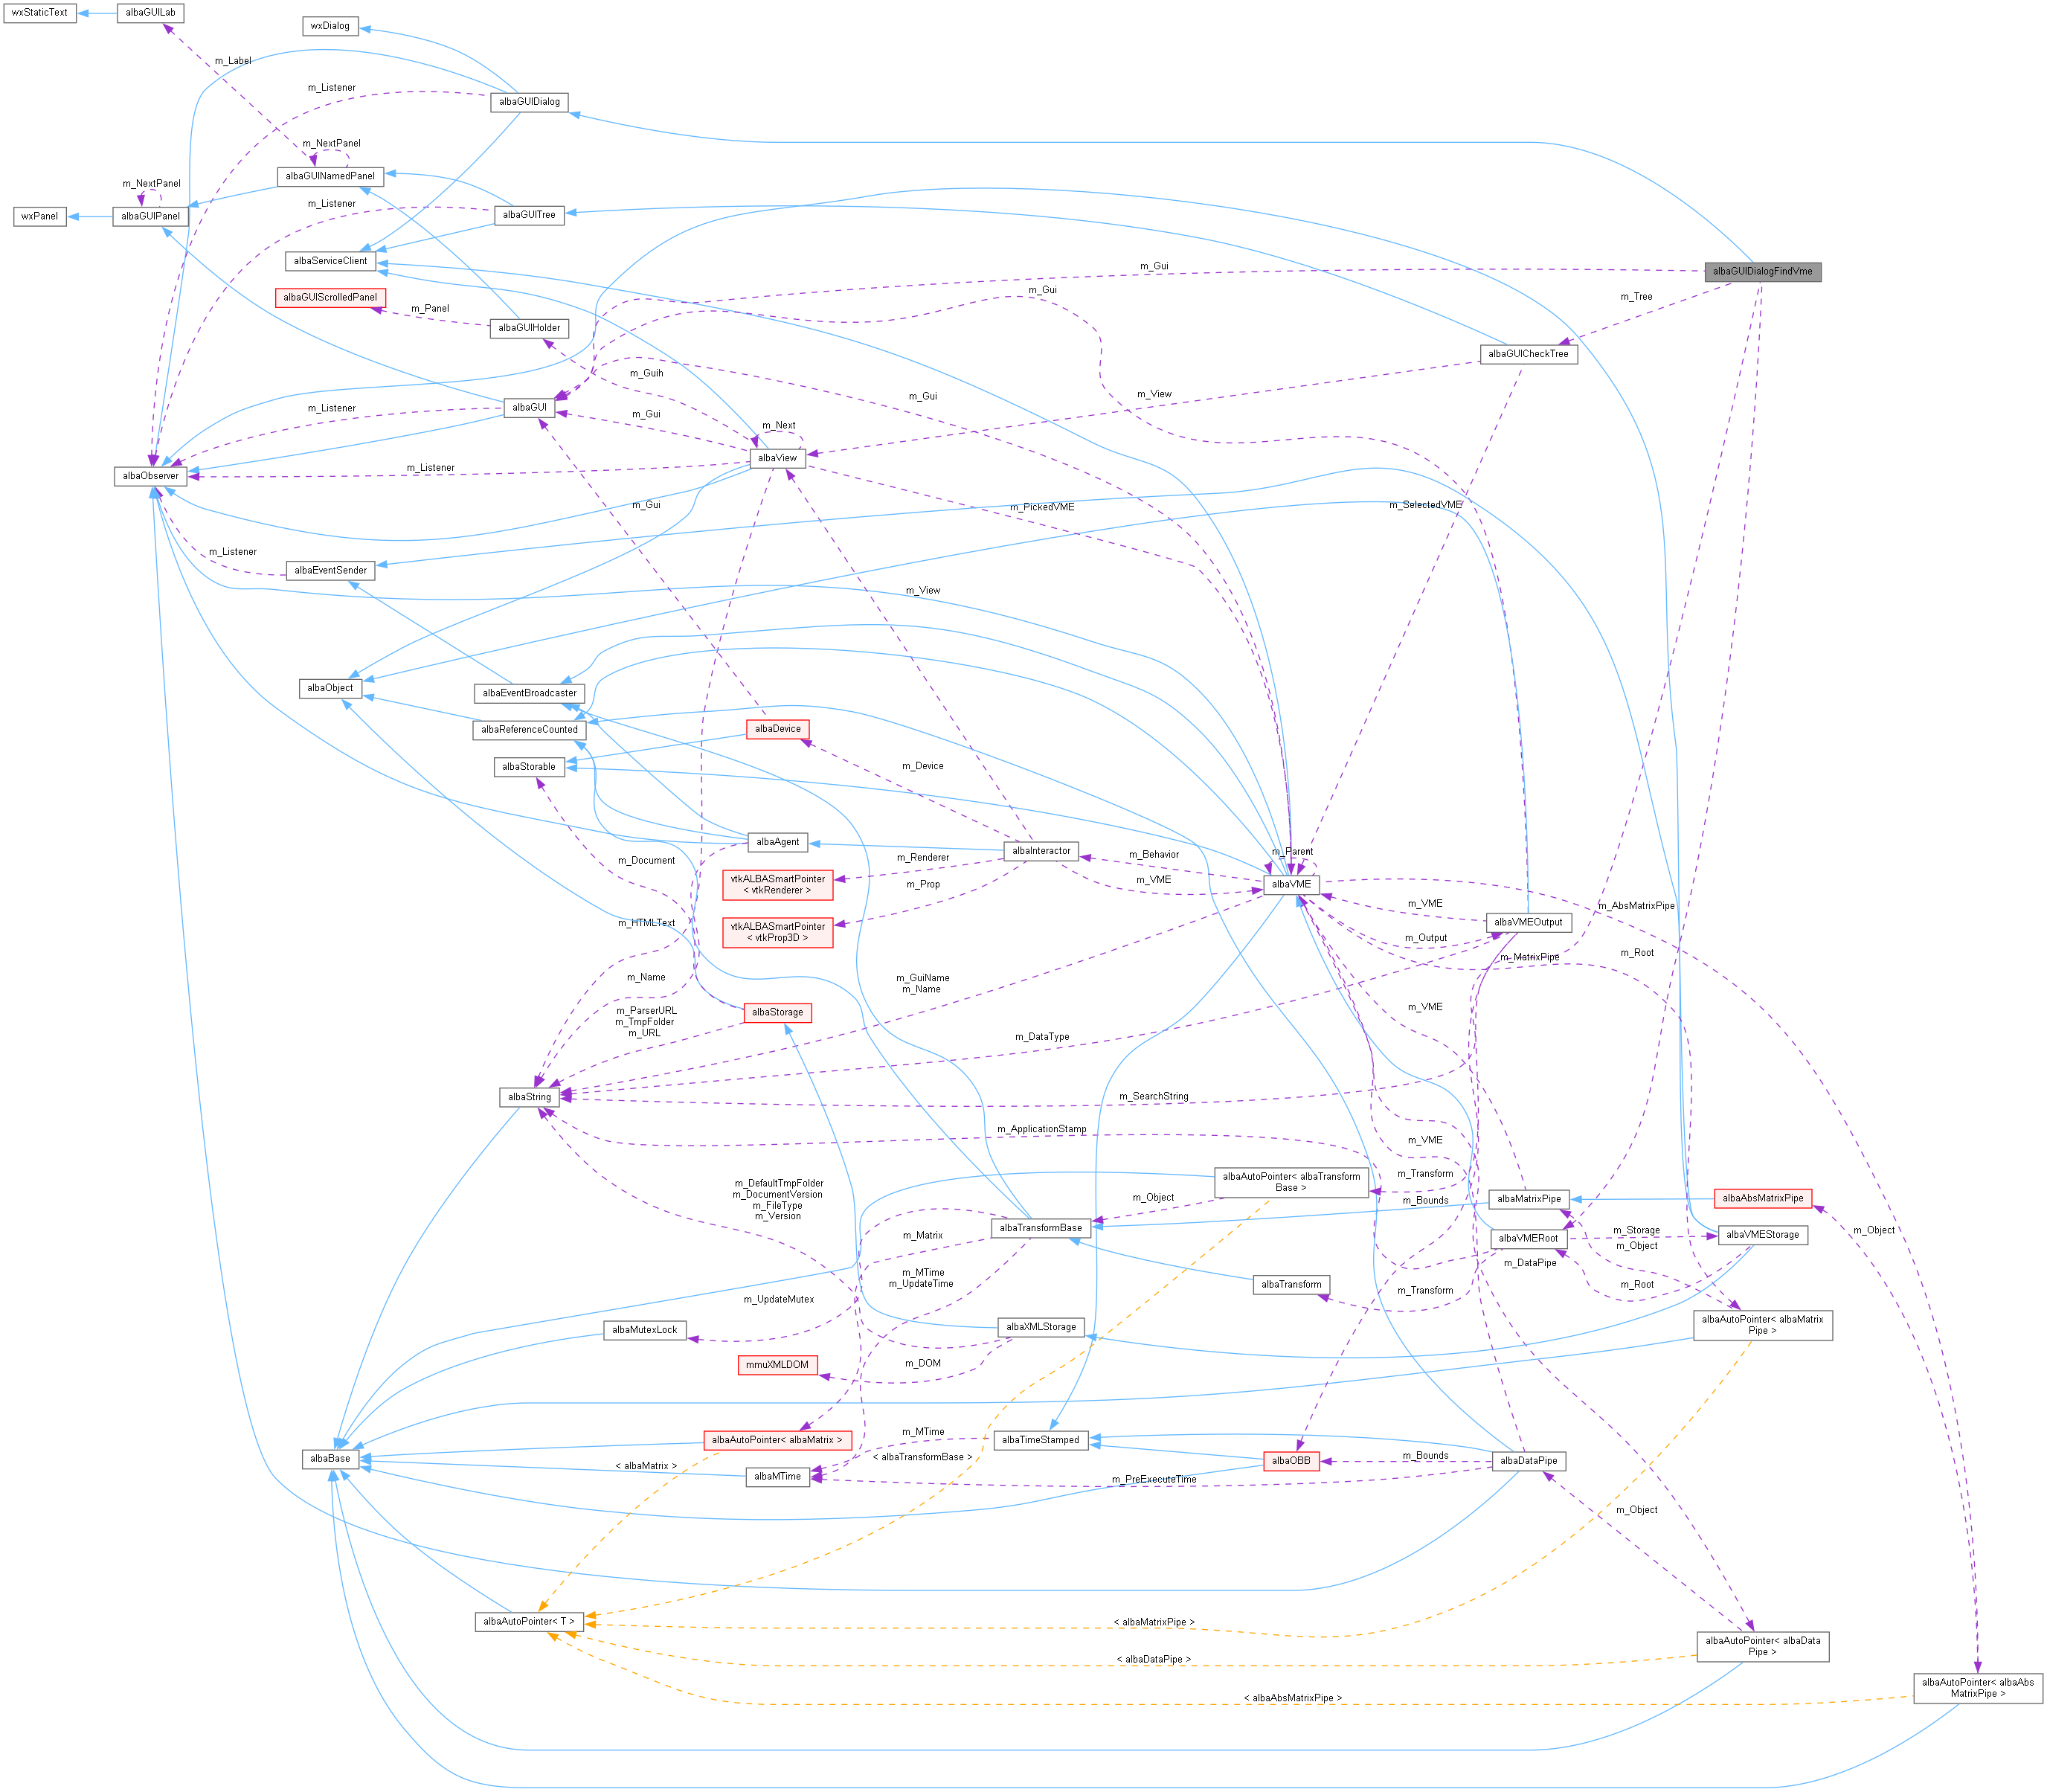 wxStaticText
albaGUILab
wxDialog
m_Label
m_Listener
albaGUIDialog
m_NextPanel
albaGUINamedPanel
m_NextPanel
wxPanel
albaGUIPanel
m_Listener
albaGUITree
albaServiceClient
m_Gui
albaGUIDialogFindVme
albaGUIScrolledPanel
m_Panel
albaGUIHolder
m_Gui
m_Tree
albaGUICheckTree
m_Guih
m_Gui
m_View
m_Listener
albaGUI
m_Gui
m_Next
albaView
albaObserver
m_Listener
m_Gui
m_PickedVME
m_SelectedVME
m_Listener
albaEventSender
m_View
albaObject
albaEventBroadcaster
albaReferenceCounted
albaDevice
albaStorable
m_Device
albaAgent
albaInteractor
m_Document
m_Renderer
m_Behavior
m_Parent
vtkALBASmartPointer
< vtkRenderer >
m_Prop
m_VME
albaVME
m_AbsMatrixPipe
vtkALBASmartPointer
< vtkProp3D >
m_VME
albaVMEOutput
m_HTMLText
m_Output
m_MatrixPipe
m_Root
m_Name
m_GuiName
m_Name
m_VME
m_ParserURL
m_TmpFolder
m_URL
albaStorage
m_DataType
albaString
m_SearchString
m_ApplicationStamp
m_VME
m_DefaultTmpFolder
m_DocumentVersion
m_FileType
m_Version
albaAutoPointer< albaTransform
Base >
m_Transform
m_Object
m_Bounds
albaMatrixPipe
albaAbsMatrixPipe
albaTransformBase
m_Matrix
albaVMERoot
m_Storage
m_Object
albaVMEStorage
m_Object
m_MTime
m_UpdateTime
m_DataPipe
albaTransform
m_Transform
m_Root
m_UpdateMutex
albaMutexLock
albaXMLStorage
albaAutoPointer< albaMatrix
Pipe >
mmuXMLDOM
m_DOM
albaAutoPointer< albaMatrix >
m_MTime
albaTimeStamped
albaBase
< albaMatrix >
albaMTime
< albaTransformBase >
albaOBB
m_Bounds
albaDataPipe
m_PreExecuteTime
m_Object
albaAutoPointer< T >
< albaMatrixPipe >
albaAutoPointer< albaData
Pipe >
< albaDataPipe >
albaAutoPointer< albaAbs
MatrixPipe >
< albaAbsMatrixPipe >